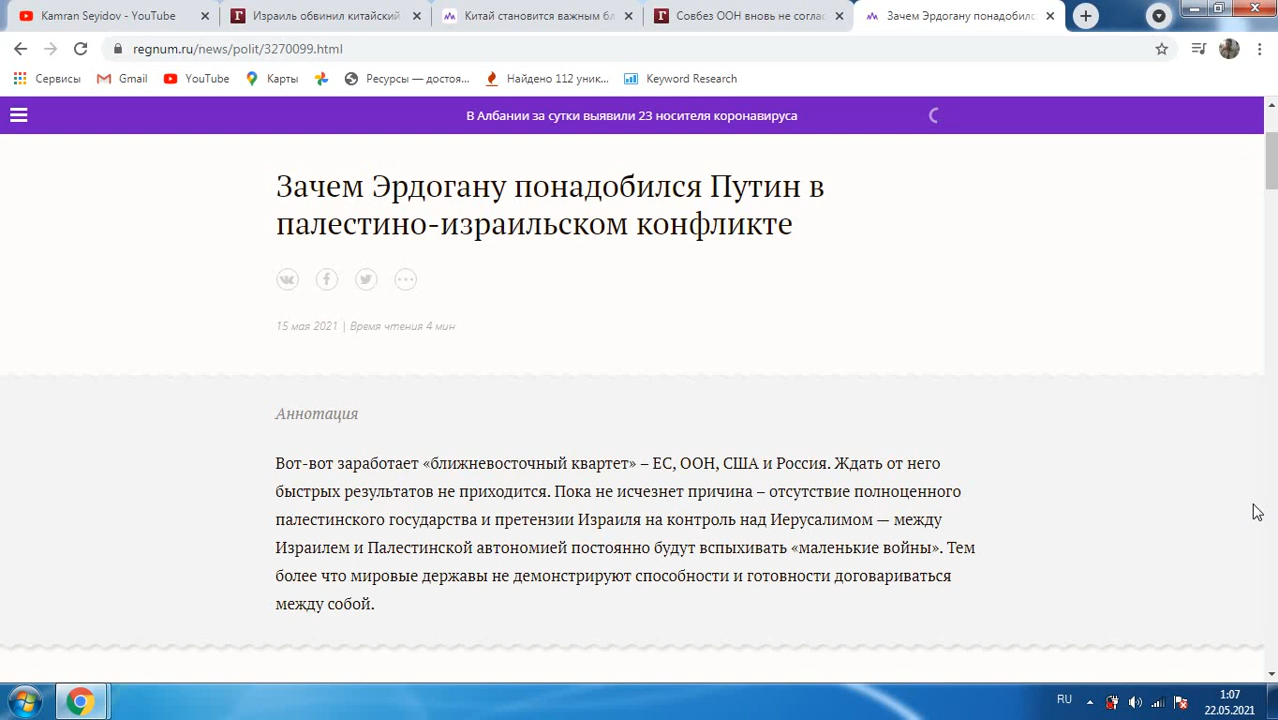 Kamran Seyidov - YouTube
Израиль обвинил китайский
Китай становится важным бл
Совбез ООН вновь не соглас
Зачем Эрдогану понадобилс
regnum.ru/news/polit/3270099.html
Сервисы
Gmail
YouTube
Карты
Ресурсы — достоя...
Найдено 112 уник...
Keyword Research
В Албании за сутки выявили 23 носителя коронавируса
Зачем Эрдогану понадобился Путин в
палестино-израильском конфликте
15 мая 2021 | Время чтения 4 мин
Аннотация
Вот-вот заработает «ближневосточный квартет» – ЕС, ООН, США и Россия. Ждать от него
быстрых результатов не приходится. Пока не исчезнет причина – отсутствие полноценного
палестинского государства и претензии Израиля на контроль над Иерусалимом — между
Израилем и Палестинской автономией постоянно будут вспыхивать «маленькие войны». Тем
более что мировые державы не демонстрируют способности и готовности договариваться
между собой.
RU
1:07
22.05.2021